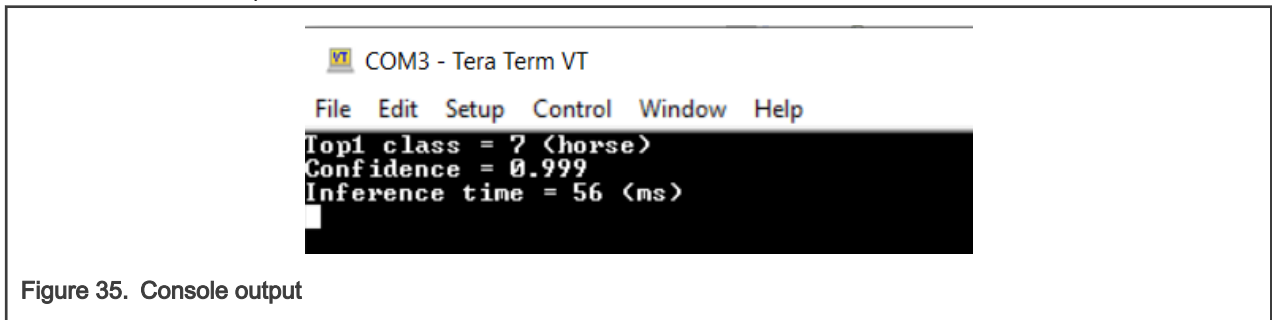 VT COM3 - Tera Term VT
File Edit Setup Control Window Help
Top1 class = 7 (horse)
Confidence = 0.999
Inference time = 56 (ms)
Figure 35. Console output